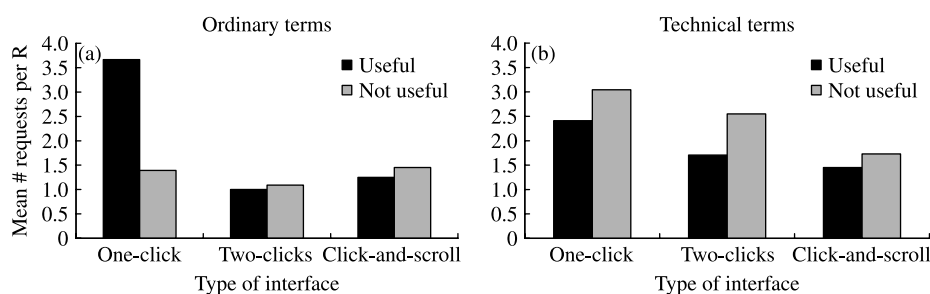 Ordinary terms
Mean # requests per R
4.0
3.5
3.0
2.5
2.0
1.5
1.0
0.5
0
(a)
Useful
Not useful
One-click
Two-clicks
Click-and-scroll
Type of interface
Technical terms
4.0
3.5
3.0
2.5
2.0
1.5
1.0
0.5
0
(b)
Useful
Not useful
One-click
Two-clicks
Click-and-scroll
Type of interface